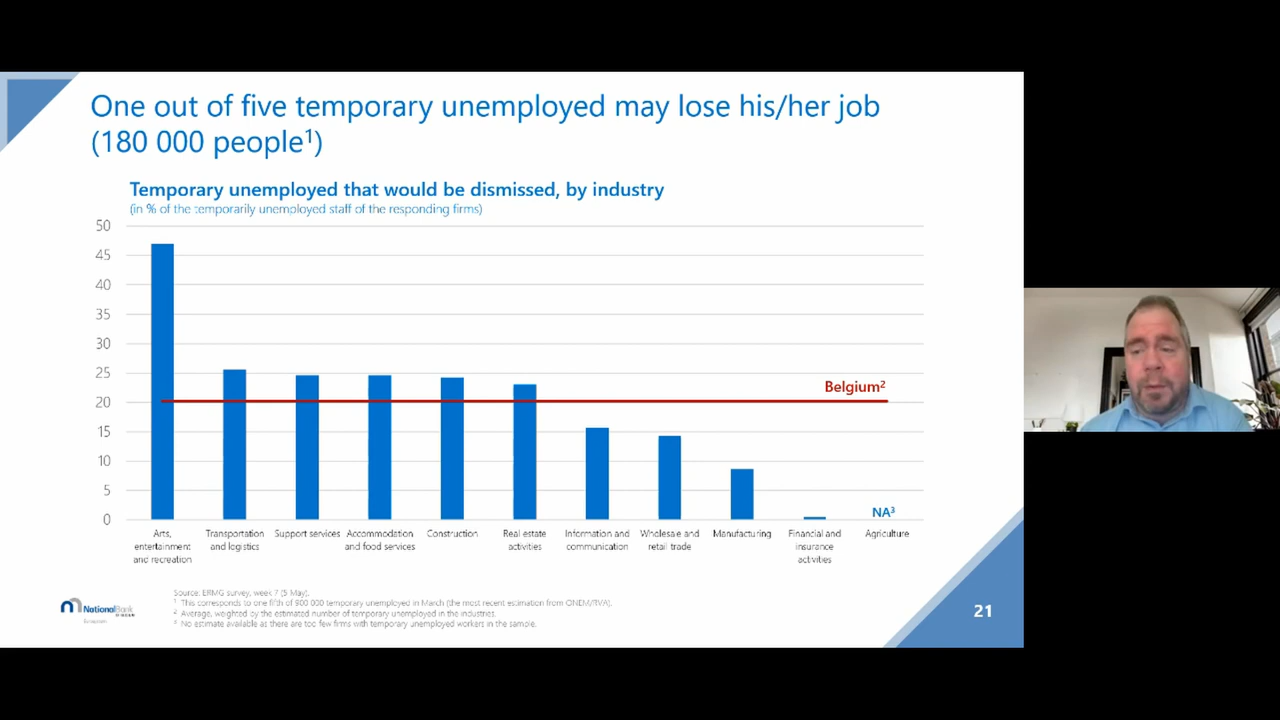 One out of five temporary unemployed may lose his/her job
(180 000 people¹)
Temporary unemployed that would be dismissed, by industry
(in % of the temporarily unemployed staff of the responding firms)
50
45
40
35
30
25
20
15
10
5
0
Belgium²
NA³
Arts,
entertainment
and recreation
Transportation
and logistics
Support services
Accommodation
and food services
Construction
Real estate
activities
Information and
communication
Wholesale and
retail trade
Manufacturing
Financial and
insurance
activities
Agriculture
NationalBank
Source: ERMG survey, week 7 (5 May).
¹ This corresponds to one fifth of 900 000 temporary unemployed in March (the most recent estimation from ONEM/RVA).
² Average, weighted by the estimated number of temporary unemployed in the industries.
³ No estimate available as there are too few firms with temporary unemployed workers in the sample.
21